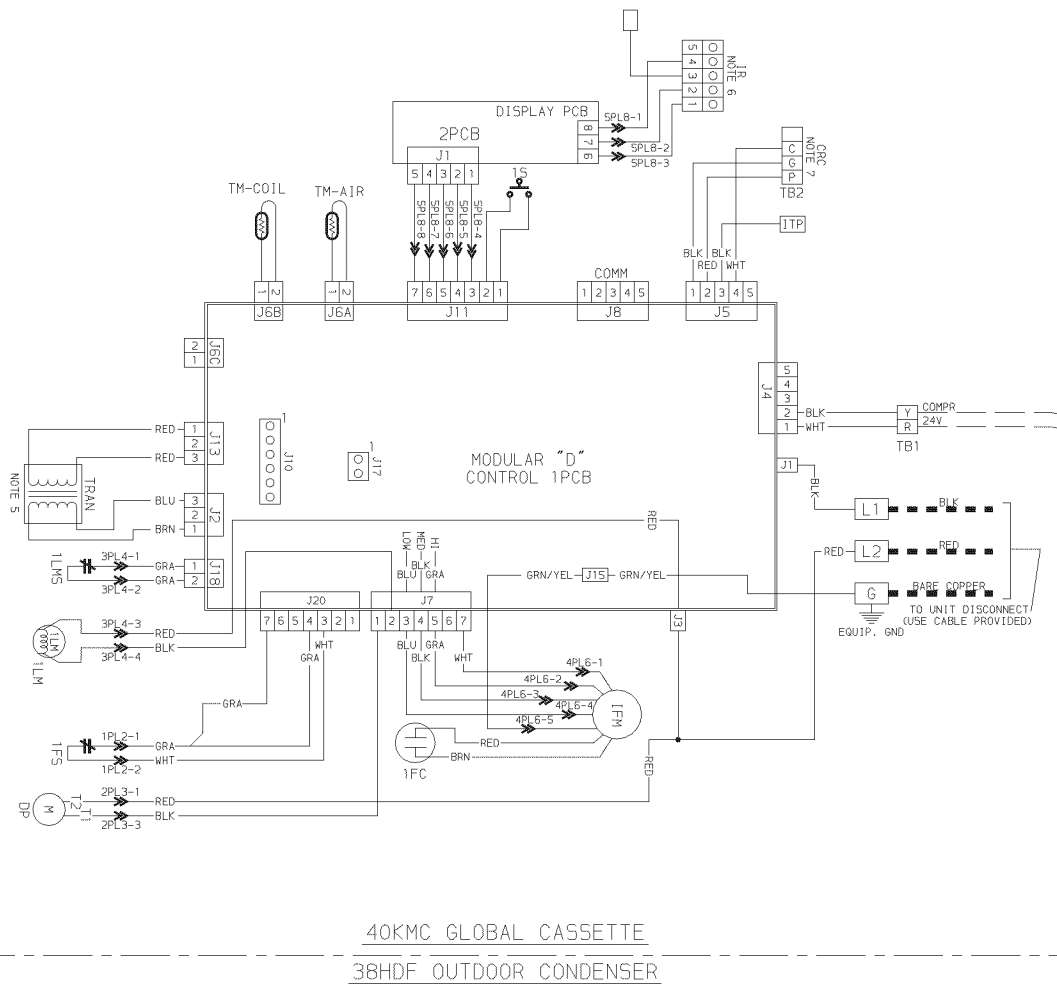 5
4
3
2
1
IR
NOTE 6
DISPLAY PCB
2PCB
8
7
6
J1
5 4 3 2 1
5PL8-1
5PL8-2
5PL8-3
1S
C
G
P
CRC
NOTE 7
TB2
TM-COIL
TM-AIR
5PL8-8
5PL8-7
5PL8-6
5PL8-5
5PL8-4
ITP
BLK RED BLK WHT
COMM
1 2
J6B
1 2
J6A
7 6 5 4 3 2 1
J11
1 2 3 4 5
J8
1 2 3 4 5
J5
2
1
J6C
J4
5
4
3
2
1
BLK
WHT
Y
R
COMPR
24V
TB1
1
J10
1
J17
MODULAR "D"
CONTROL 1PCB
RED
RED
1
2
3
J13
TRAN
NOTE 5
BLU
BRN
3
2
1
J2
J1
BLK
L1
BLK
RED
RED
L2
RED
G
BARE COPPER
EQUIP. GND
TO UNIT DISCONNECT
(USE CABLE PROVIDED)
1LMS
3PL4-1
3PL4-2
GRA
GRA
1
2
J18
LOW
MED
HI
BLU
BLK
GRA
GRN/YEL
J15
GRN/YEL
J20
7 6 5 4 3 2 1
J7
1 2 3 4 5 6 7
J3
1LM
1LM
3PL4-3
3PL4-4
RED
BLK
WHT
GRA
BLU
BLK
GRA
WHT
4PL6-1
4PL6-2
4PL6-3
4PL6-4
4PL6-5
IFM
GRA
1FS
1PL2-1
1PL2-2
GRA
WHT
1FC
RED
BRN
RED
DP
M
T2
T1
2PL3-1
2PL3-3
RED
BLK
40KMC GLOBAL CASSETTE
38HDF OUTDOOR CONDENSER